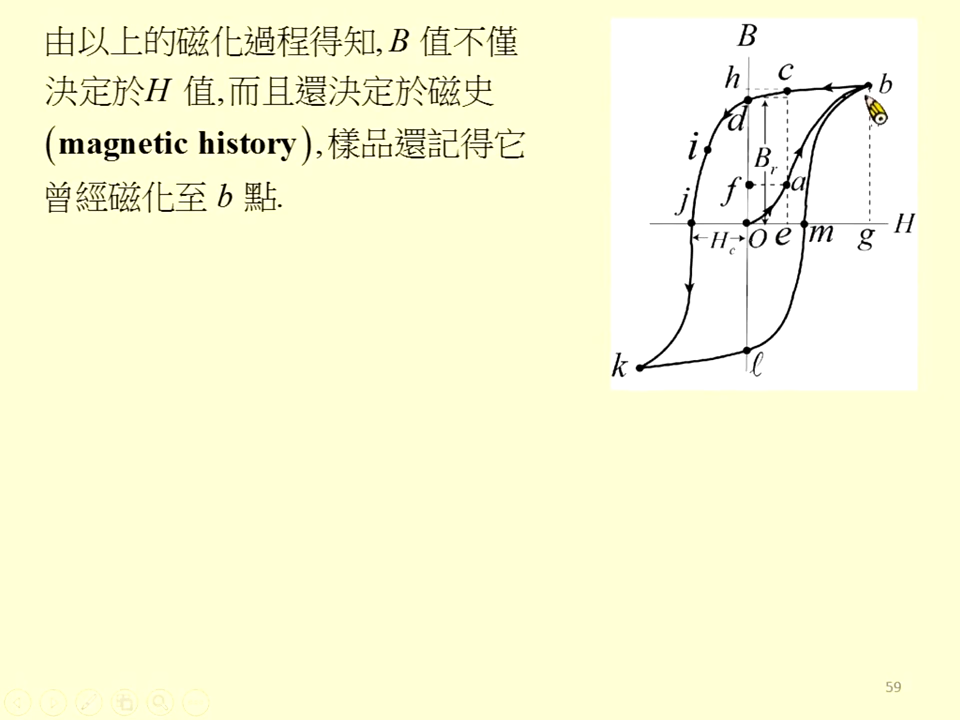 由以上的磁化過程得知, B 值不僅
決定於H 值,而且還決定於磁史
(magnetic history),樣品還記得它
曾經磁化至 b 點.
B
h c b
d
i B_r
j f a
H_c O e m g H
k ℓ
59